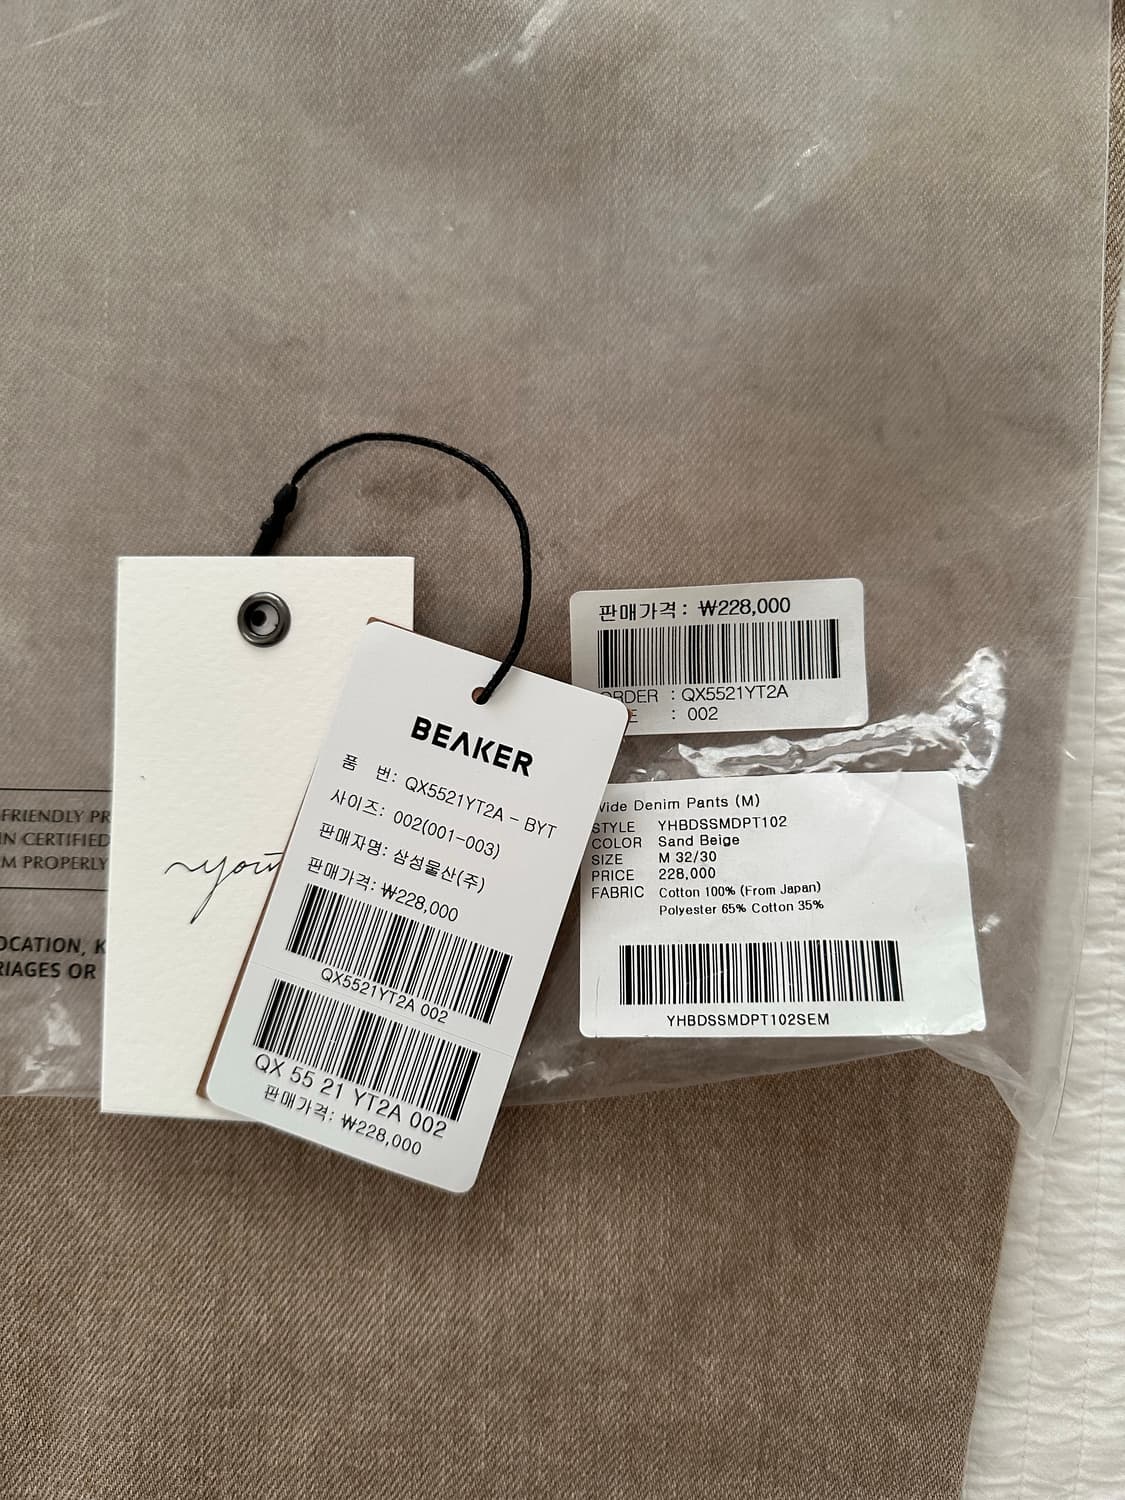 판매가격: ₩228,000
ORDER : QX5521YT2A
: 002
BEAKER
품 번: QX5521YT2A - BYT
사이즈: 002(001-003)
판매자명: 삼성물산(주)
판매가격: ₩228,000
QX5521YT2A 002
QX 55 21 YT2A 002
판매가격: ₩228,000
Wide Denim Pants (M)
STYLE YHBDSSMDPT102
COLOR Sand Beige
SIZE M 32/30
PRICE 228,000
FABRIC Cotton 100% (From Japan)
Polyester 65% Cotton 35%
YHBDSSMDPT102SEM
FRIENDLY PR
IN CERTIFIED
M PROPERLY
OCATION, K
RIAGES OR